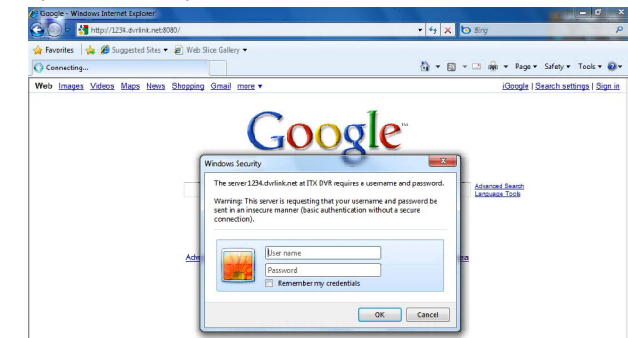 Google - Windows Internet Explorer
http://1234.dvrlink.net:8080/
Bing
Favorites Suggested Sites Web Slice Gallery
Connecting...
Page Safety Tools
Web Images Videos Maps News Shopping Gmail more
iGoogle | Search settings | Sign in
Google™
Windows Security
The server1234.dvrlink.net at ITX DVR requires a username and password.
Warning: This server is requesting that your username and password be
sent in an insecure manner (basic authentication without a secure
connection).
User name
Password
Remember my credentials
OK Cancel
Advanced Search
Language Tools